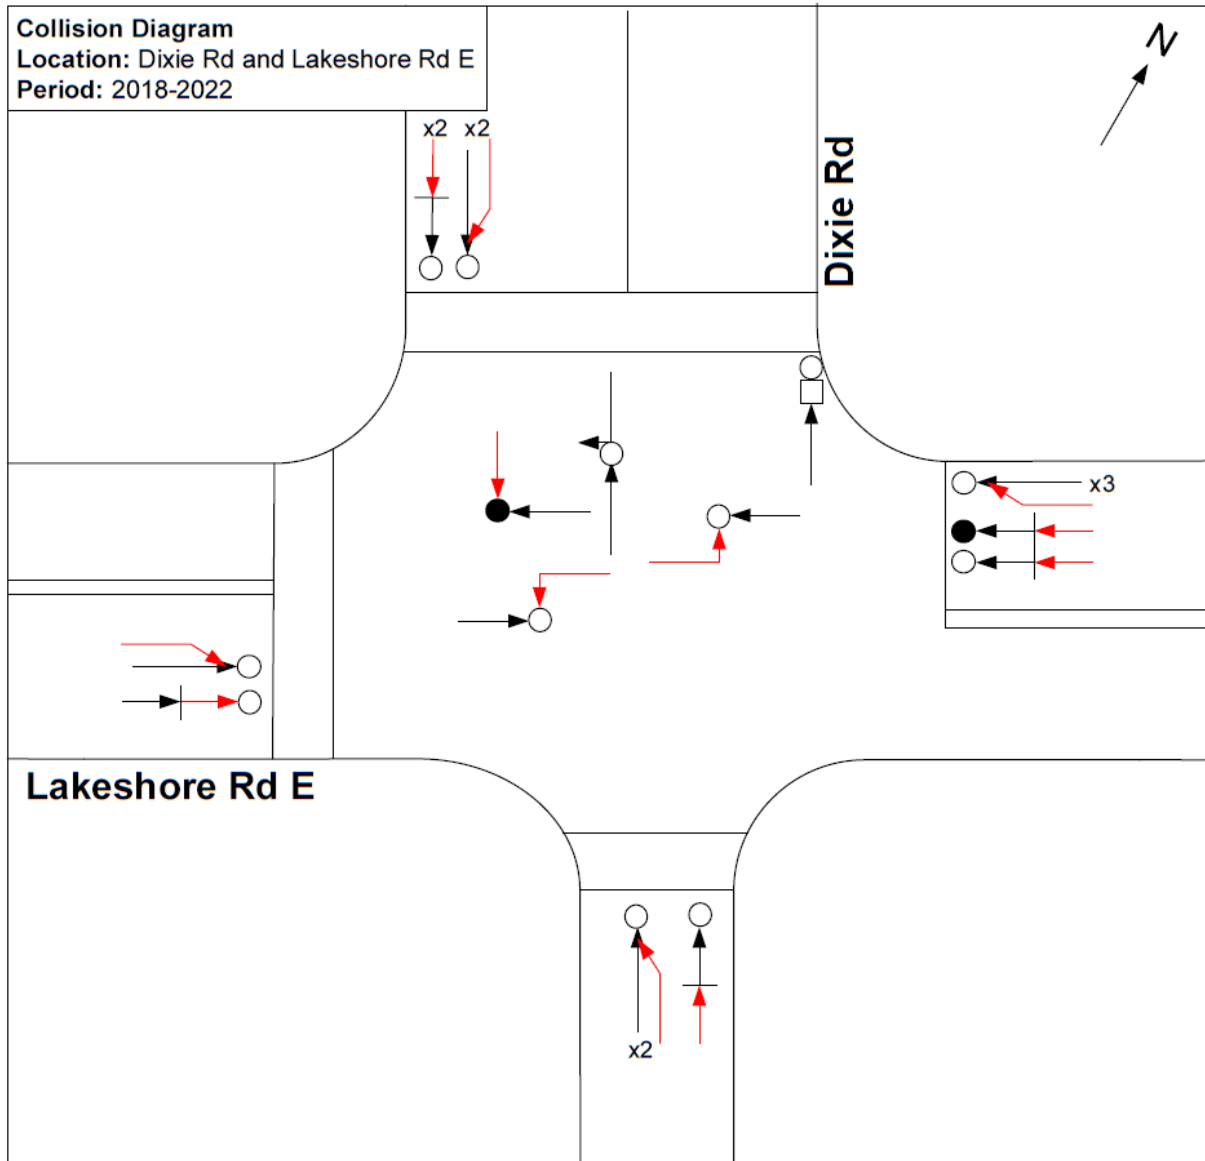 Collision Diagram
Location: Dixie Rd and Lakeshore Rd E
Period: 2018-2022
N
x2 x2
Dixie Rd
x3
Lakeshore Rd E
x2